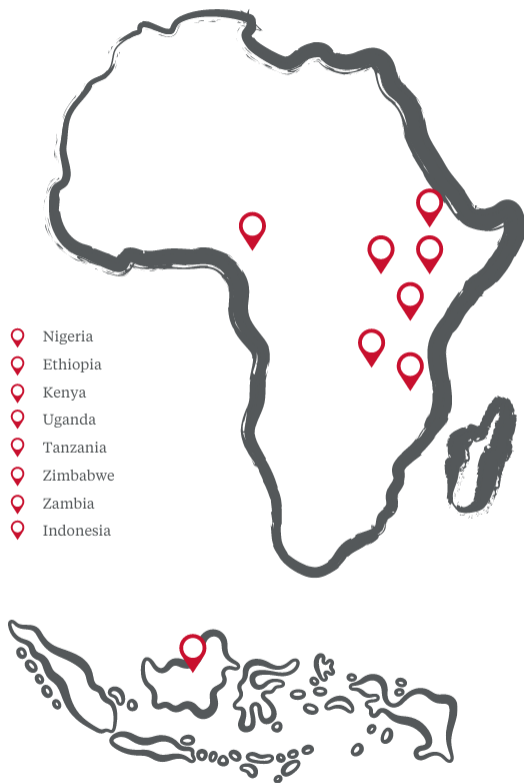 Nigeria
Ethiopia
Kenya
Uganda
Tanzania
Zimbabwe
Zambia
Indonesia